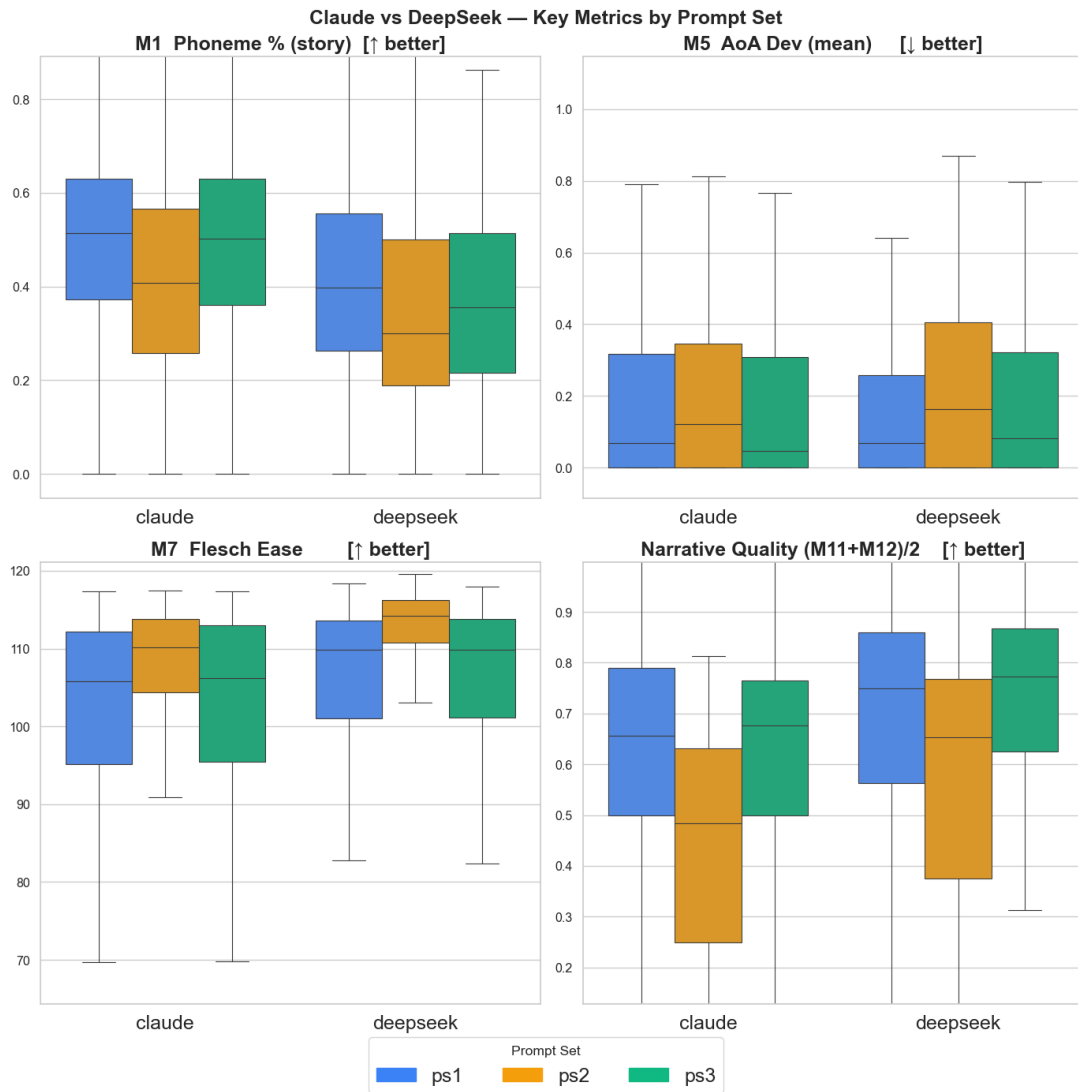 Claude vs DeepSeek — Key Metrics by Prompt Set
M1 Phoneme % (story) [↑ better]
0.8
0.6
0.4
0.2
0.0
claude
deepseek
M5 AoA Dev (mean) [↓ better]
1.0
0.8
0.6
0.4
0.2
0.0
claude
deepseek
M7 Flesch Ease [↑ better]
120
110
100
90
80
70
claude
deepseek
Narrative Quality (M11+M12)/2 [↑ better]
0.9
0.8
0.7
0.6
0.5
0.4
0.3
0.2
claude
deepseek
Prompt Set
ps1 ps2 ps3